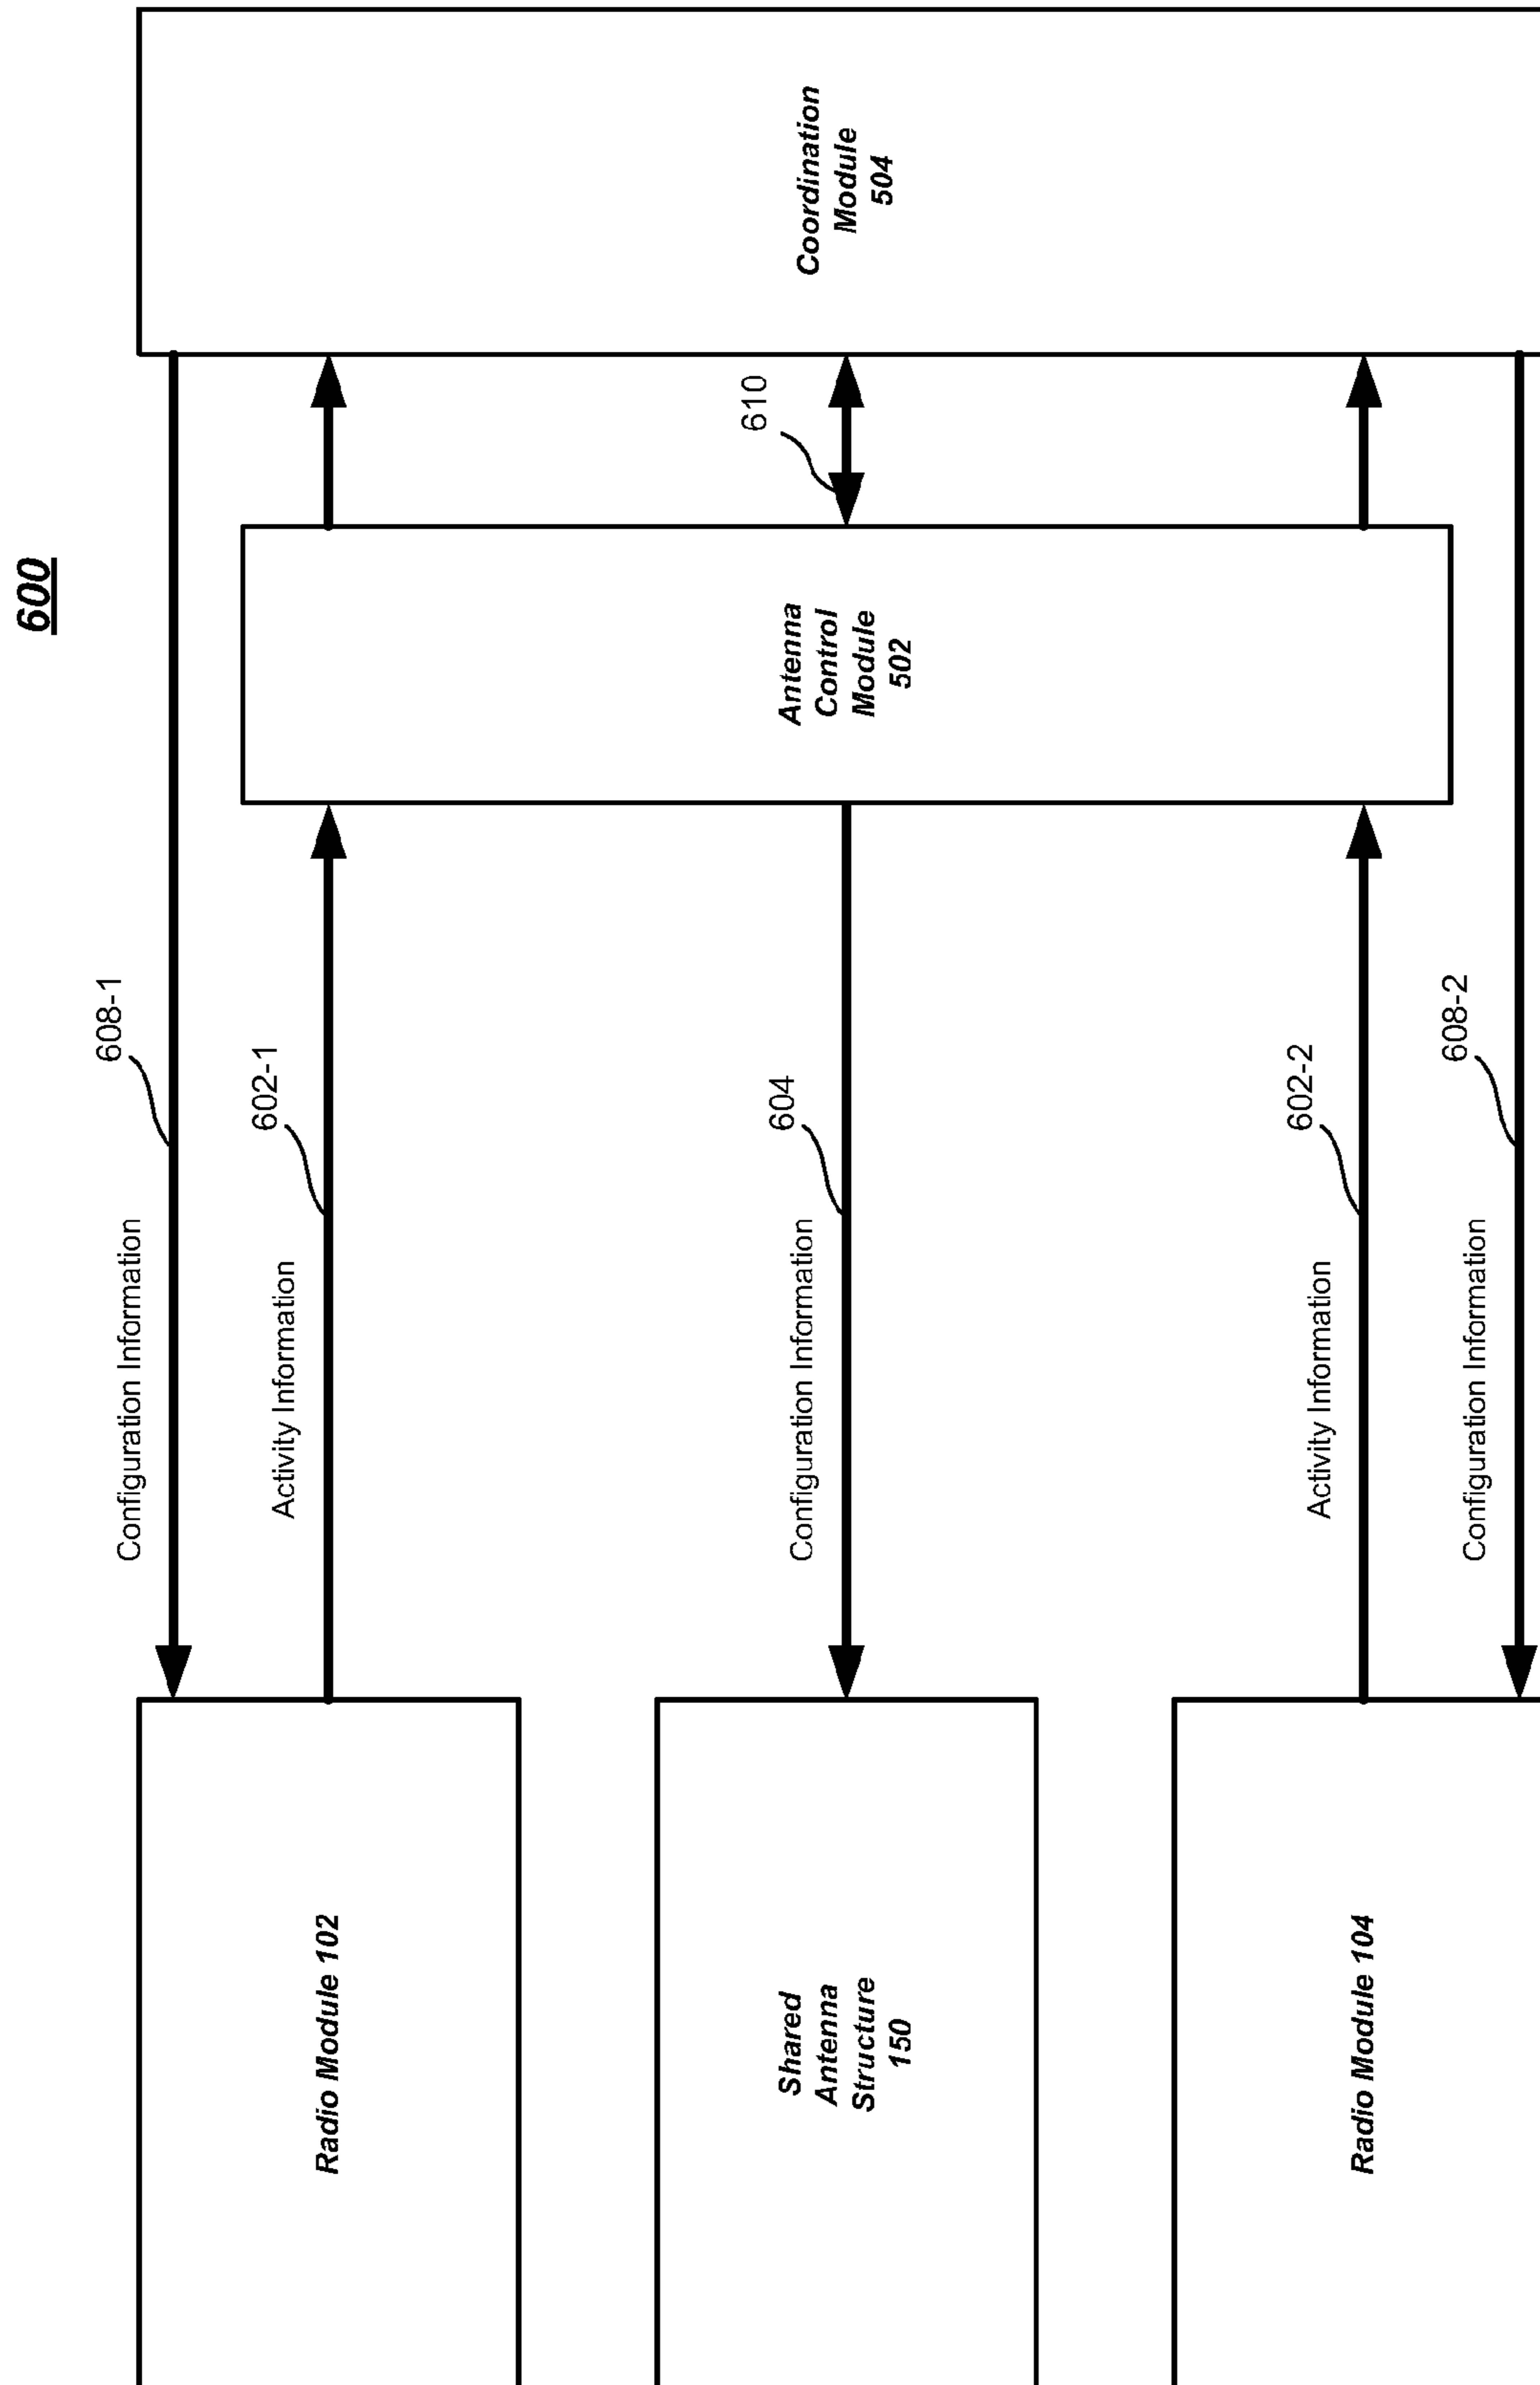 600
608-1
Configuration Information
602-1
Activity Information
Radio Module 102
610
604
Configuration Information
Shared
Antenna
Structure
150
Antenna
Control
Module
502
Coordination
Module
504
602-2
Activity Information
Radio Module 104
608-2
Configuration Information